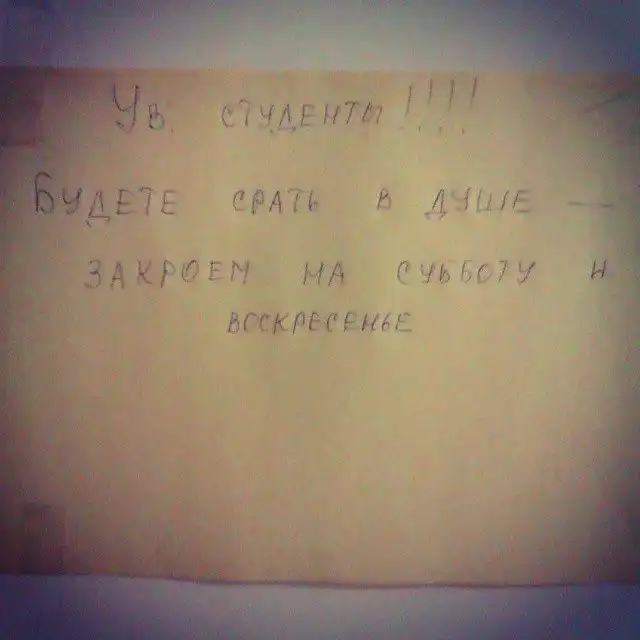 Ув. студенты!!!!
Будете срать в душе —
закроем на субботу и
воскресенье